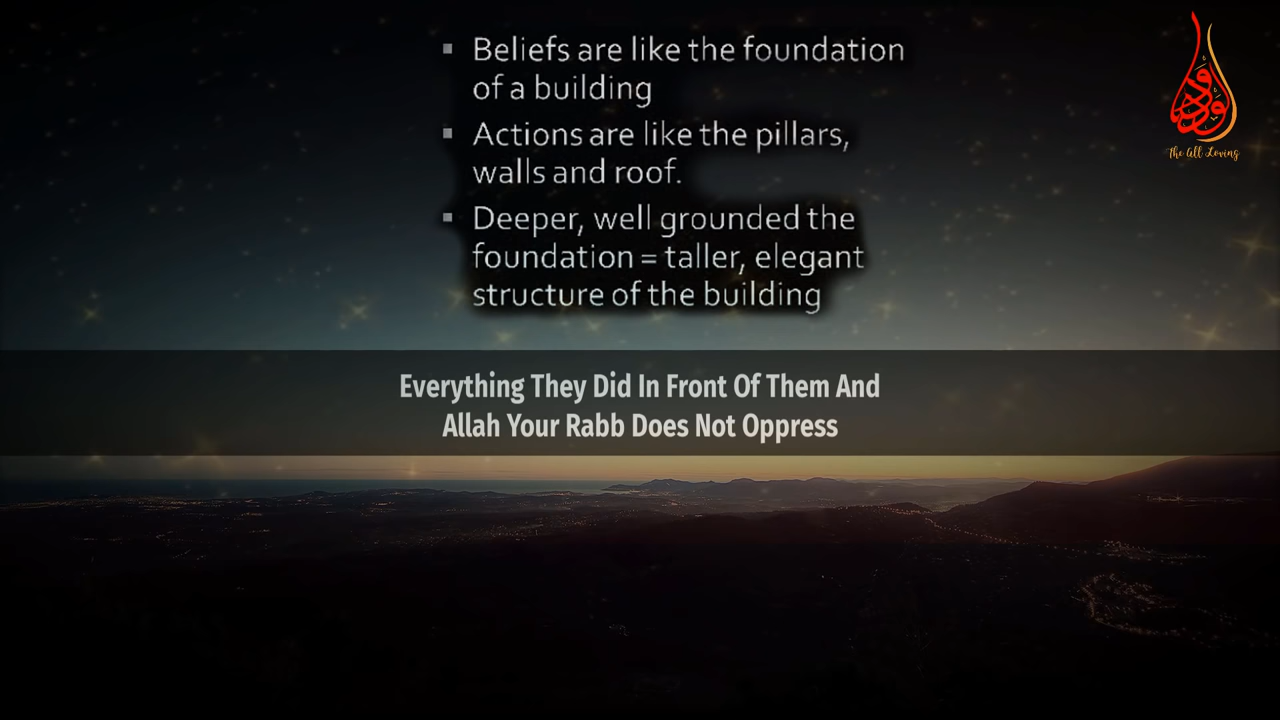 Beliefs are like the foundation
of a building
Actions are like the pillars,
walls and roof.
Deeper, well grounded the
foundation = taller, elegant
structure of the building
Everything They Did In Front Of Them And
Allah Your Rabb Does Not Oppress
الودود
The All Loving